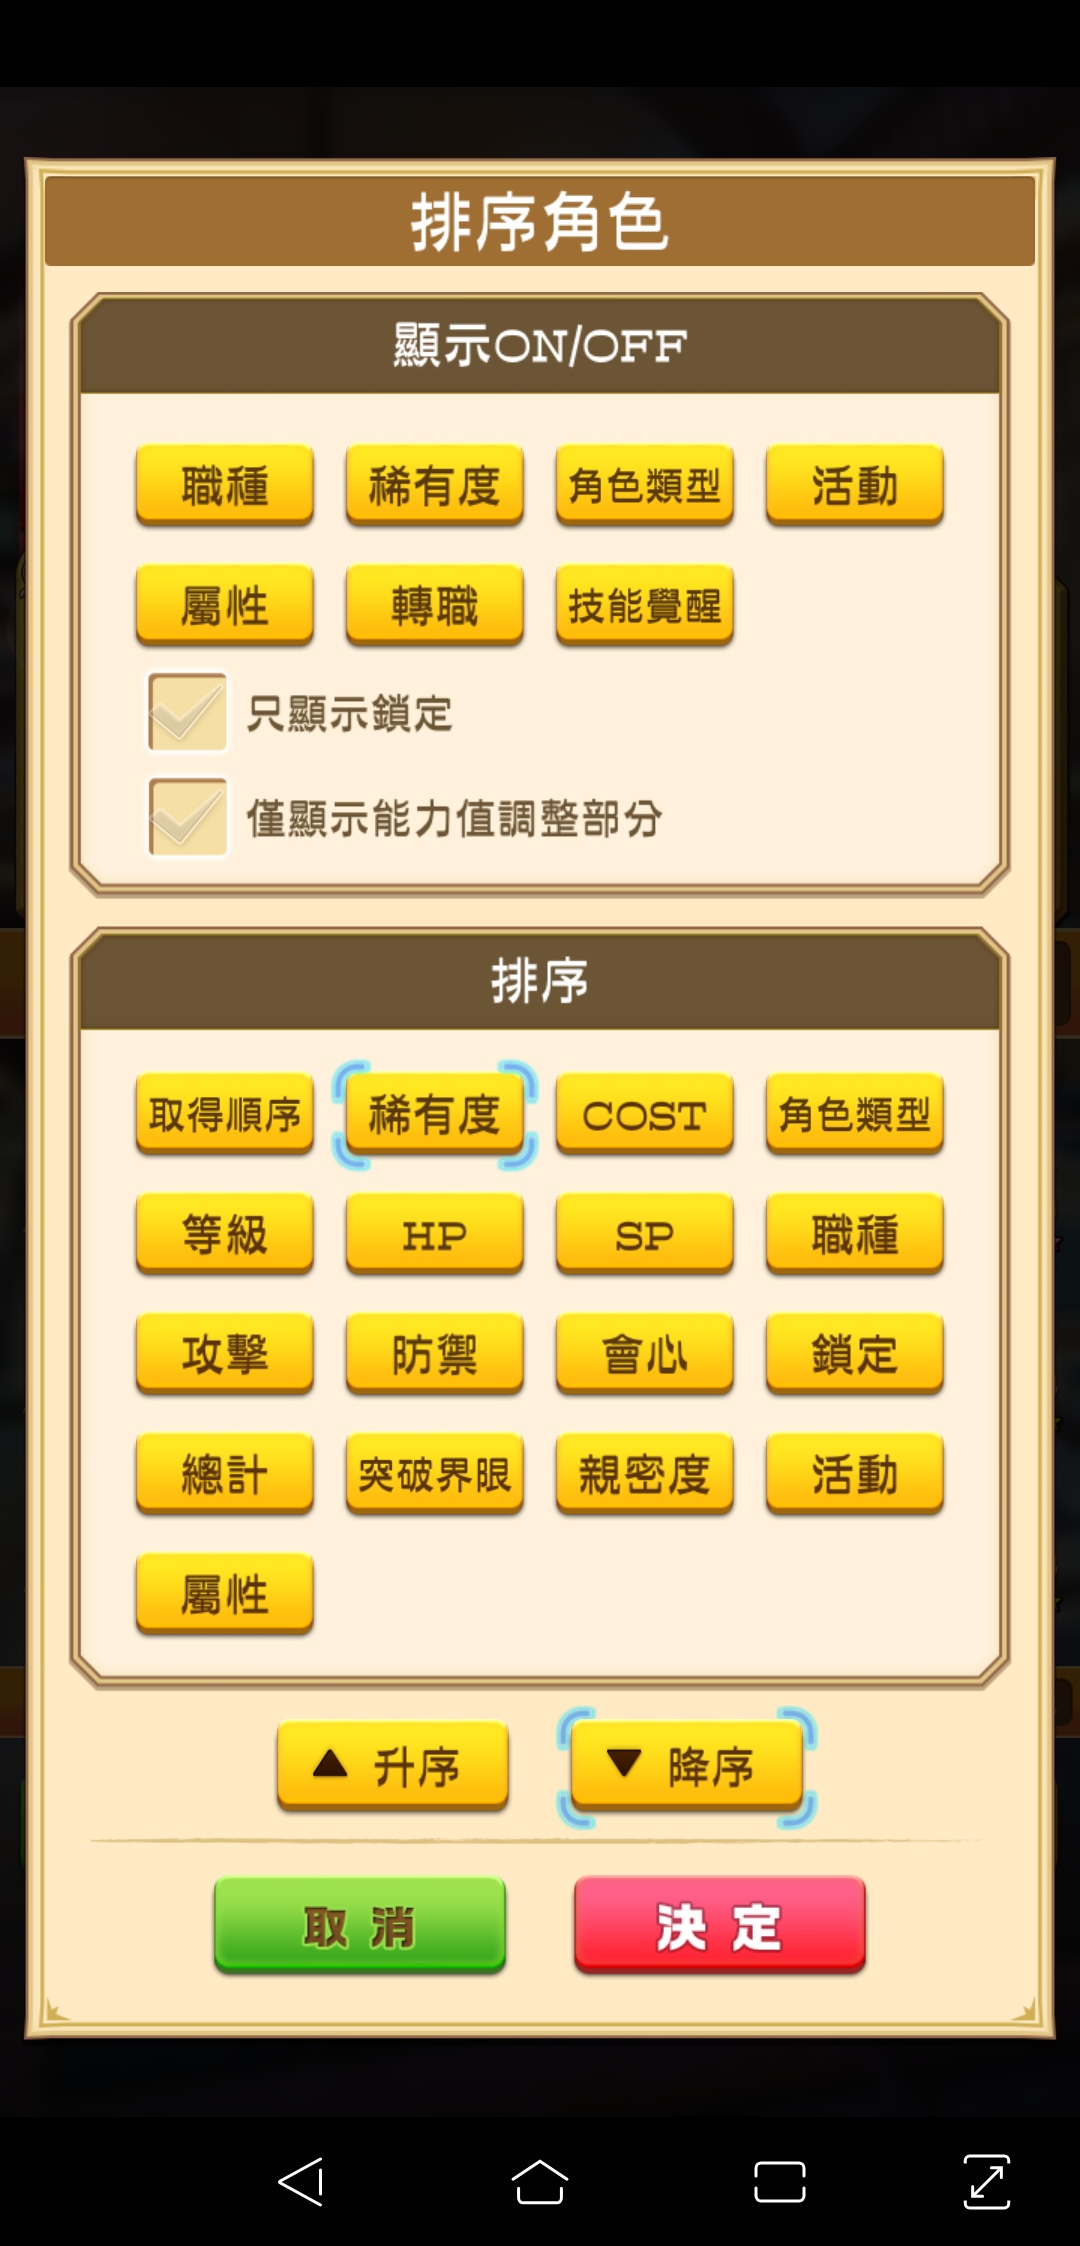 排序角色
顯示ON/OFF
職種 稀有度 角色類型 活動
屬性 轉職 技能覺醒
只顯示鎖定
僅顯示能力值調整部分
排序
取得順序 稀有度 COST 角色類型
等級 HP SP 職種
攻擊 防禦 會心 鎖定
總計 突破界眼 親密度 活動
屬性
▲ 升序 ▼ 降序
取消 決定